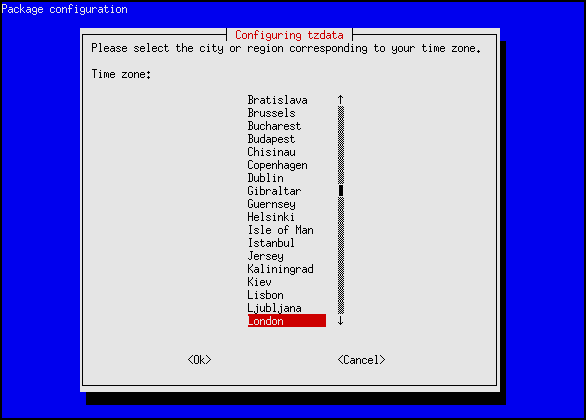 Package configuration
Configuring tzdata
Please select the city or region corresponding to your time zone.
Time zone:
Bratislava
Brussels
Bucharest
Budapest
Chisinau
Copenhagen
Dublin
Gibraltar
Guernsey
Helsinki
Isle of Man
Istanbul
Jersey
Kaliningrad
Kiev
Lisbon
Ljubljana
London
<Ok> <Cancel>